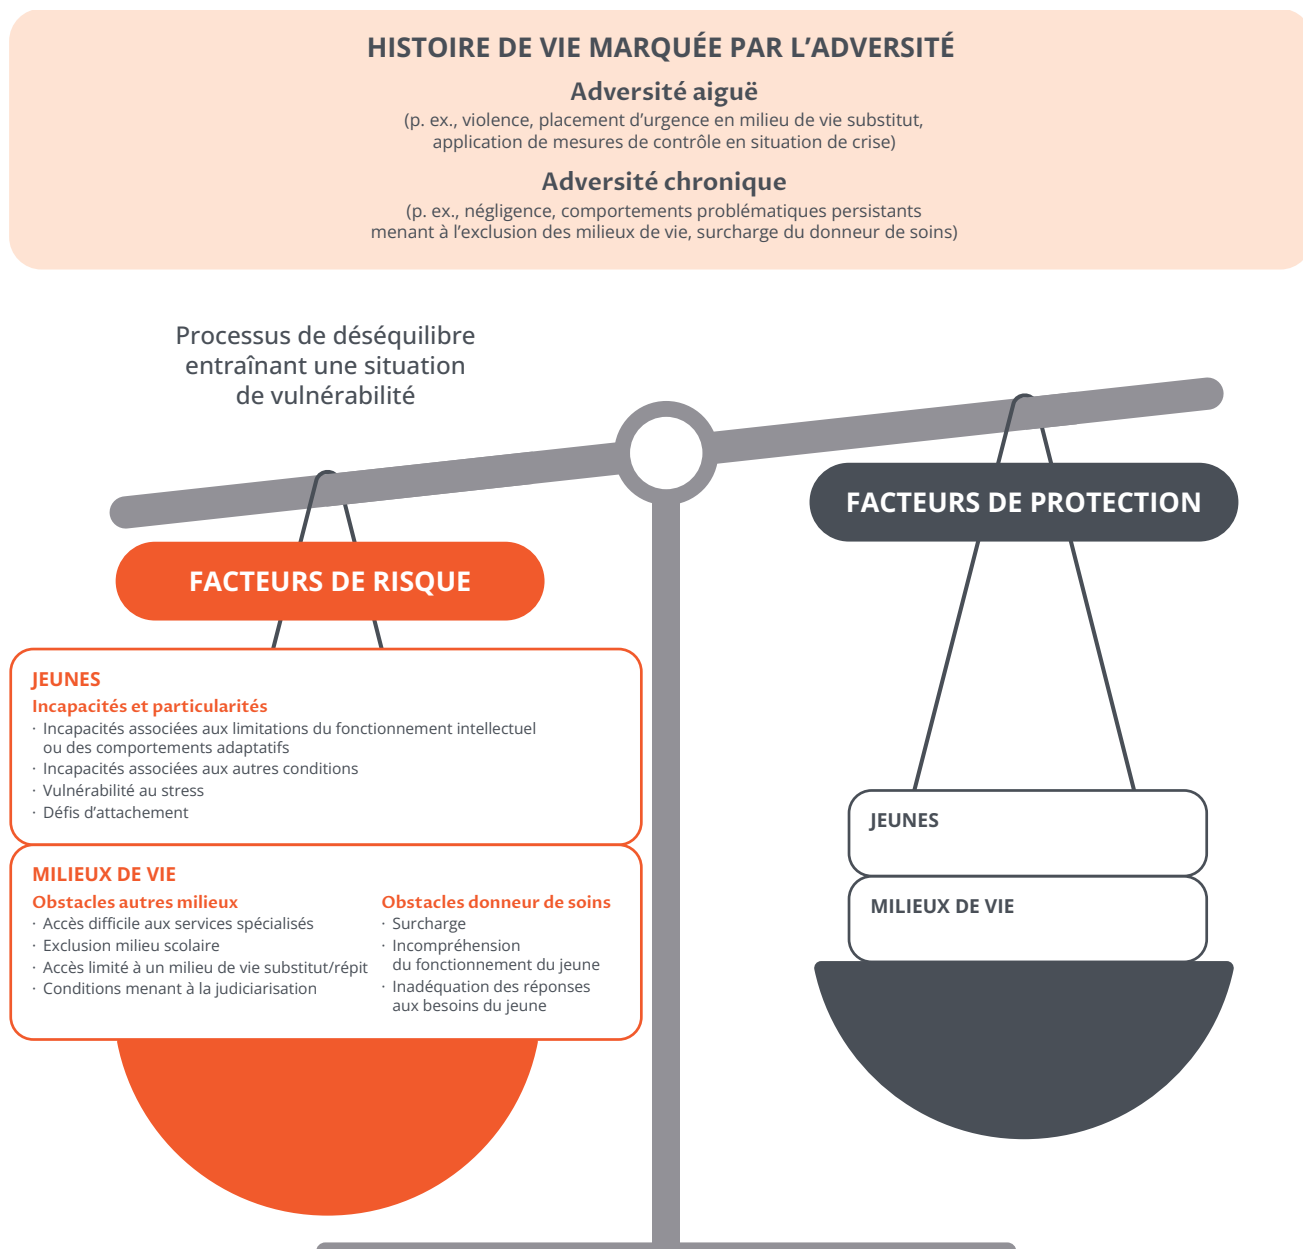 HISTOIRE DE VIE MARQUÉE PAR L’ADVERSITÉ
Adversité aiguë
(p. ex., violence, placement d’urgence en milieu de vie substitut,
application de mesures de contrôle en situation de crise)
Adversité chronique
(p. ex., négligence, comportements problématiques persistants
menant à l’exclusion des milieux de vie, surcharge du donneur de soins)
Processus de déséquilibre
entraînant une situation
de vulnérabilité
FACTEURS DE RISQUE
JEUNES
Incapacités et particularités
· Incapacités associées aux limitations du fonctionnement intellectuel
ou des comportements adaptatifs
· Incapacités associées aux autres conditions
· Vulnérabilité au stress
· Défis d’attachement
MILIEUX DE VIE
Obstacles autres milieux
· Accès difficile aux services spécialisés
· Exclusion milieu scolaire
· Accès limité à un milieu de vie substitut/répit
· Conditions menant à la judiciarisation
Obstacles donneur de soins
· Surcharge
· Incompréhension
du fonctionnement du jeune
· Inadéquation des réponses
aux besoins du jeune
FACTEURS DE PROTECTION
JEUNES
MILIEUX DE VIE